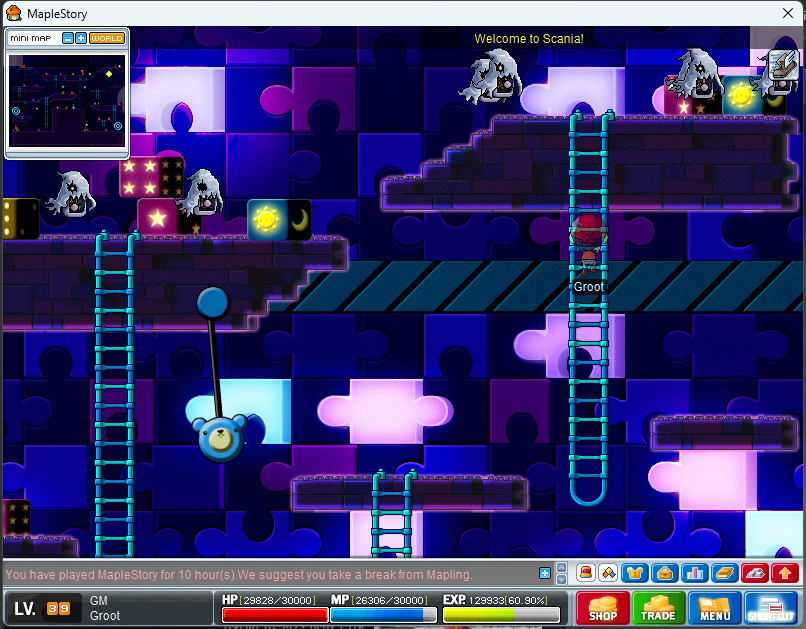 MapleStory
MINI MAP
WORLD
Welcome to Scania!
Groot
You have played MapleStory for 10 hour(s).We suggest you take a break from Mapling.
LV. 39
GM
Groot
HP[29828/30000] MP[26306/30000] EXP 129933[60.90%]
SHOP
TRADE
MENU
SHORTCUT